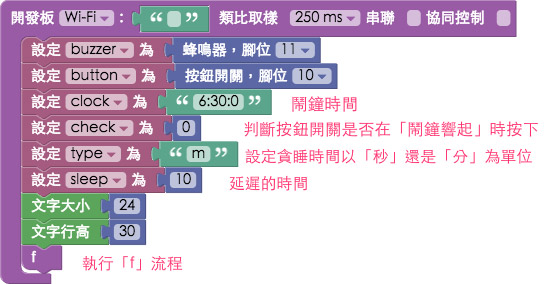 開發板 Wi-Fi : “ ” 類比取樣 250 ms 串聯 協同控制
設定 buzzer 為 蜂鳴器，腳位 11
設定 button 為 按鈕開關，腳位 10
設定 clock 為 “ 6:30:0 ” 鬧鐘時間
設定 check 為 0 判斷按鈕開關是否在「鬧鐘響起」時按下
設定 type 為 “ m ” 設定貪睡時間以「秒」還是「分」為單位
設定 sleep 為 10 延遲的時間
文字大小 24
文字行高 30
f 執行「f」流程